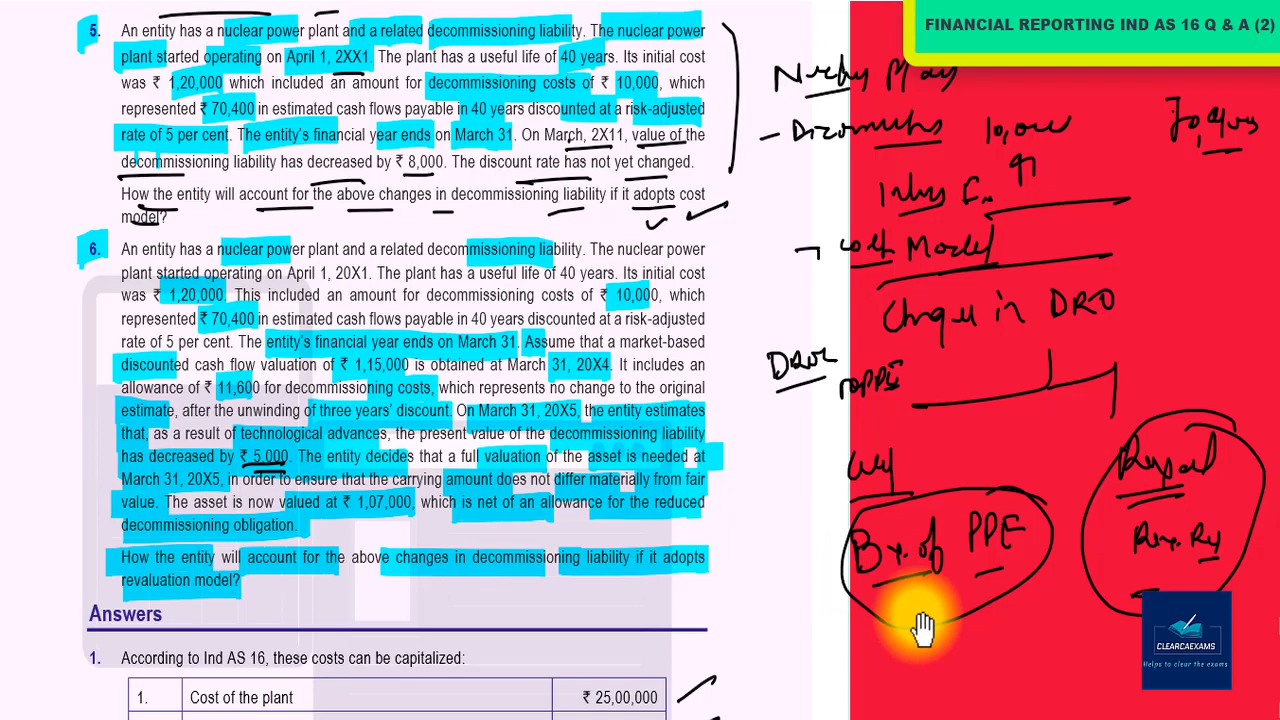 FINANCIAL REPORTING IND AS 16 Q & A (2)
5. An entity has a nuclear power plant and a related decommissioning liability. The nuclear power
plant started operating on April 1, 2XX1. The plant has a useful life of 40 years. Its initial cost
was ₹ 1,20,000 which included an amount for decommissioning costs of ₹ 10,000, which
represented ₹ 70,400 in estimated cash flows payable in 40 years discounted at a risk-adjusted
rate of 5 per cent. The entity's financial year ends on March 31. On March, 2X11, value of the
decommissioning liability has decreased by ₹ 8,000. The discount rate has not yet changed.
How the entity will account for the above changes in decommissioning liability if it adopts cost
model?
6. An entity has a nuclear power plant and a related decommissioning liability. The nuclear power
plant started operating on April 1, 20X1. The plant has a useful life of 40 years. Its initial cost
was ₹ 1,20,000. This included an amount for decommissioning costs of ₹ 10,000, which
represented ₹ 70,400 in estimated cash flows payable in 40 years discounted at a risk-adjusted
rate of 5 per cent. The entity's financial year ends on March 31. Assume that a market-based
discounted cash flow valuation of ₹ 1,15,000 is obtained at March 31, 20X4. It includes an
allowance of ₹ 11,600 for decommissioning costs, which represents no change to the original
estimate, after the unwinding of three years' discount. On March 31, 20X5, the entity estimates
that, as a result of technological advances, the present value of the decommissioning liability
has decreased by ₹ 5,000. The entity decides that a full valuation of the asset is needed at
March 31, 20X5, in order to ensure that the carrying amount does not differ materially from fair
value. The asset is now valued at ₹ 1,07,000, which is net of an allowance for the reduced
decommissioning obligation.
How the entity will account for the above changes in decommissioning liability if it adopts
revaluation model?
Answers
1. According to Ind AS 16, these costs can be capitalized:
1. Cost of the plant ₹ 25,00,000
10,000
Model
in DRO
of PPE
CLEARCAEXAMS
Helps to clear the exams